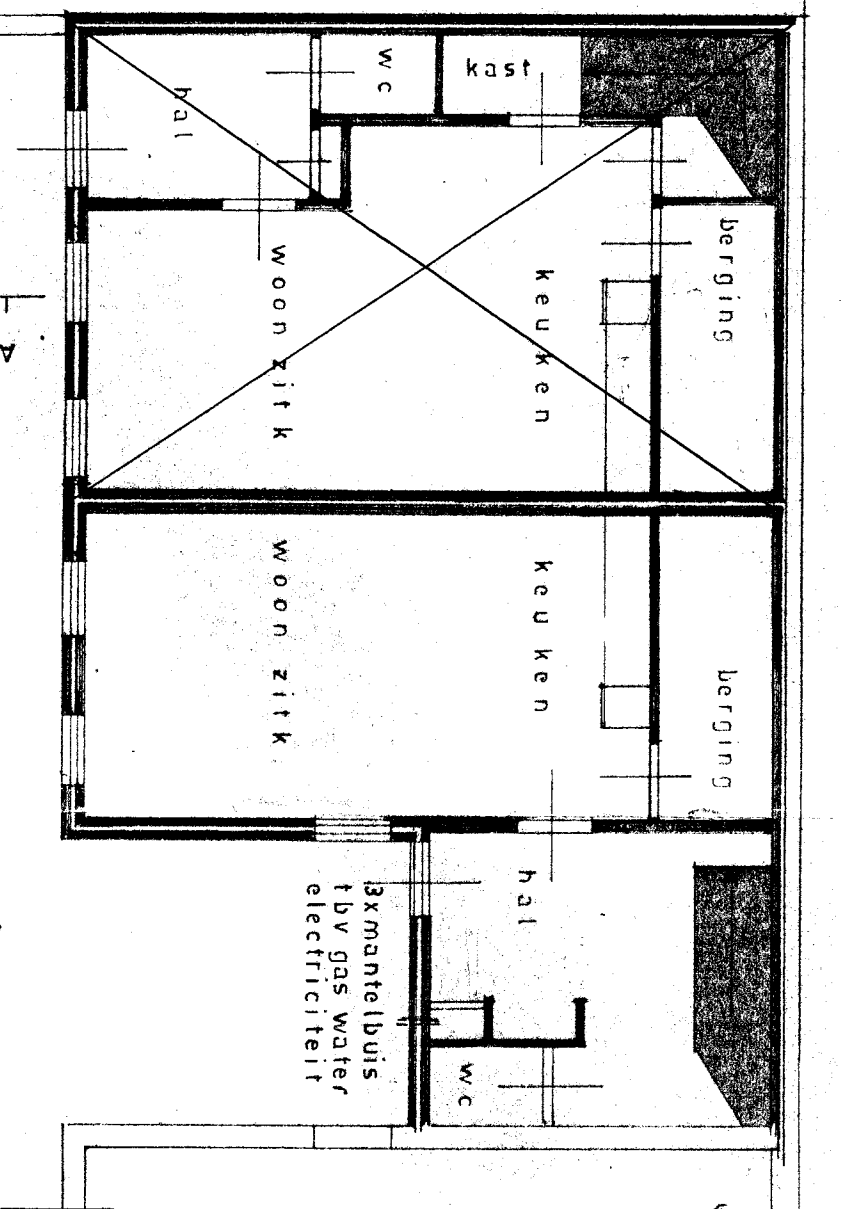 hal
wc
kast
berging
woon zitk
keuken
A
woon zitk
keuken
berging
hal
3xmantelbuis
tbv gas water
electriciteit
wc